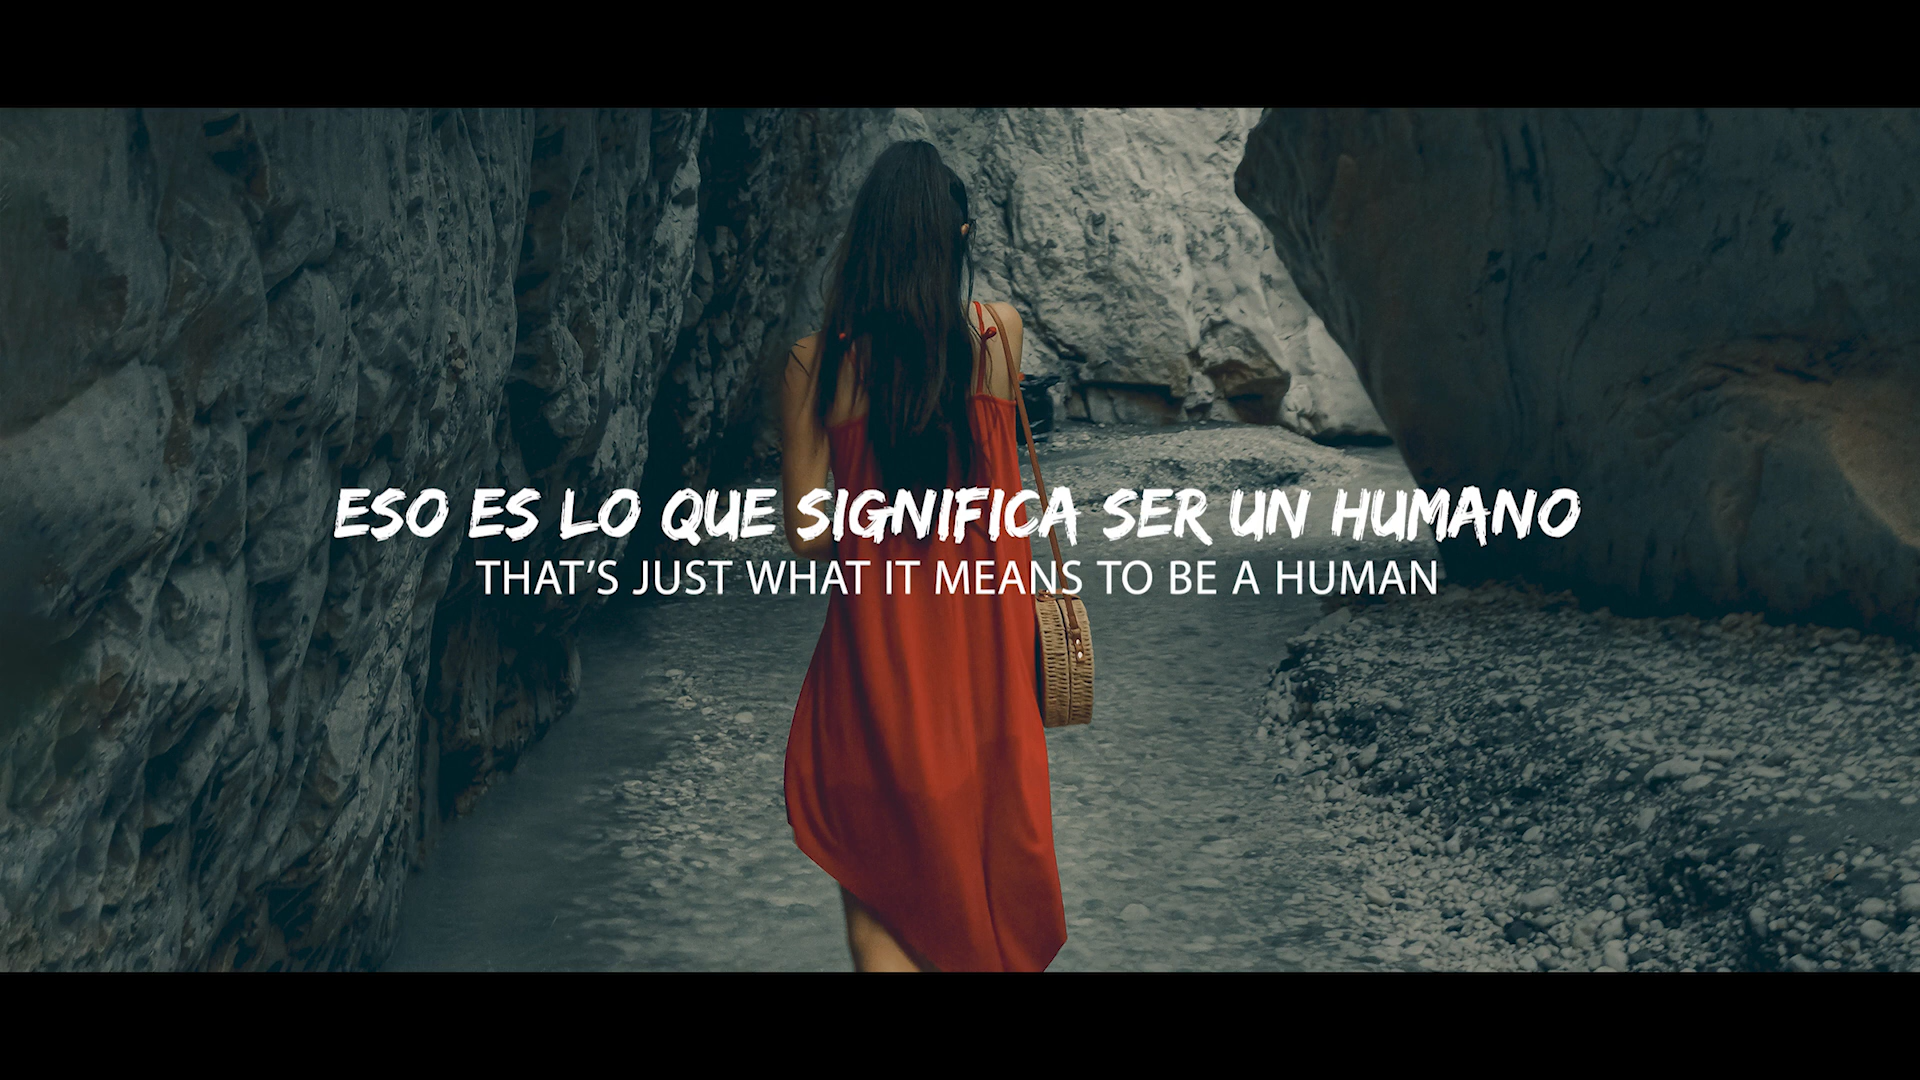 ESO ES LO QUE SIGNIFICA SER UN HUMANO
THAT'S JUST WHAT IT MEANS TO BE A HUMAN